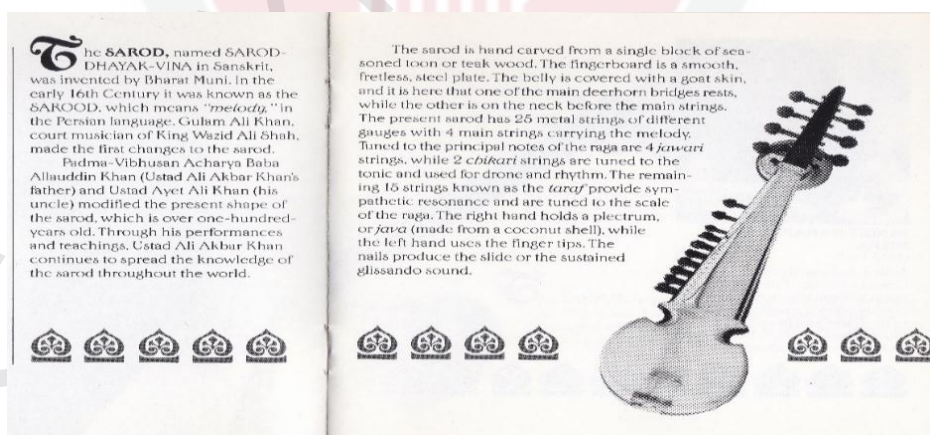 The SAROD, named SAROD-
DHAYAK-VINA in Sanskrit,
was invented by Bharat Muni. In the
early 16th Century it was known as the
SAROOD, which means "melody," in
the Persian language. Gulam Ali Khan,
court musician of King Wazid Ali Shah,
made the first changes to the sarod.
Padma-Vibhusan Acharya Baba
Allauddin Khan (Ustad Ali Akbar Khan's
father) and Ustad Ayet Ali Khan (his
uncle) modified the present shape of
the sarod, which is over one-hundred-
years old. Through his performances
and teachings, Ustad Ali Akbar Khan
continues to spread the knowledge of
the sarod throughout the world.
The sarod is hand carved from a single block of sea-
soned toon or teak wood. The fingerboard is a smooth,
fretless, steel plate. The belly is covered with a goat skin,
and it is here that one of the main deerhorn bridges rests,
while the other is on the neck before the main strings.
The present sarod has 25 metal strings of different
gauges with 4 main strings carrying the melody.
Tuned to the principal notes of the raga are 4 jawari
strings, while 2 chikari strings are tuned to the
tonic and used for drone and rhythm. The remain-
ing 15 strings known as the taraf provide sym-
pathetic resonance and are tuned to the scale
of the raga. The right hand holds a plectrum,
or java (made from a coconut shell), while
the left hand uses the finger tips. The
nails produce the slide or the sustained
glissando sound.